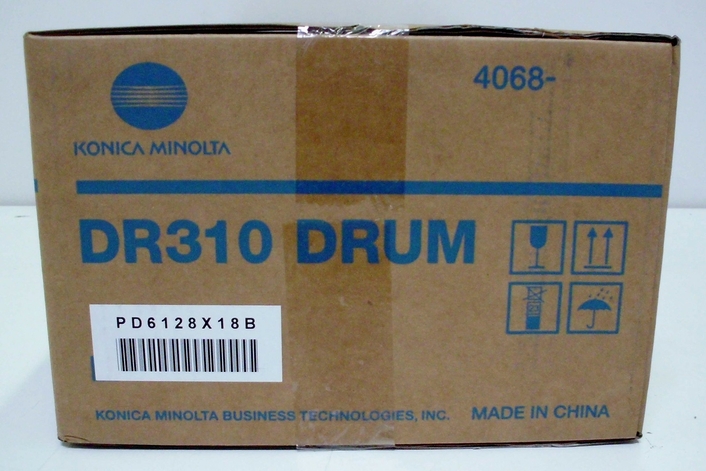 4068-
KONICA MINOLTA
DR310 DRUM
PD6128X18B
KONICA MINOLTA BUSINESS TECHNOLOGIES, INC. MADE IN CHINA